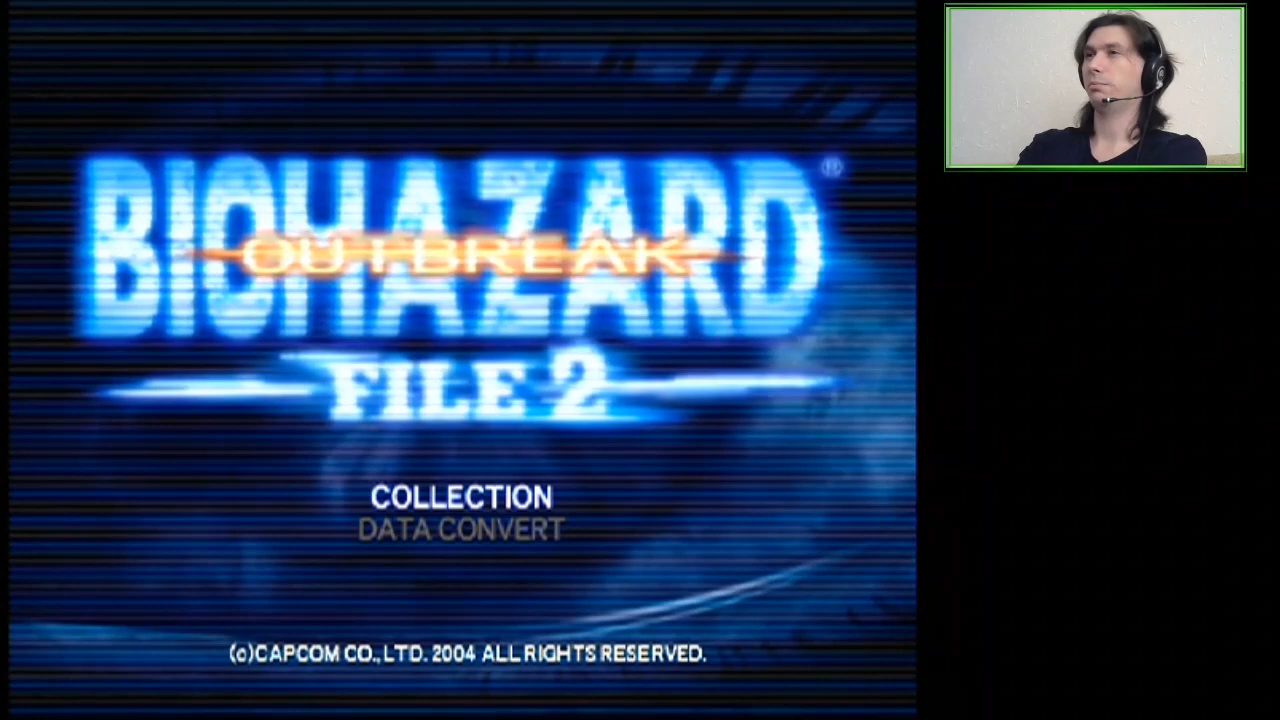 BIOHAZARD®
OUTBREAK
FILE 2
COLLECTION
DATA CONVERT
(c)CAPCOM CO., LTD. 2004 ALL RIGHTS RESERVED.